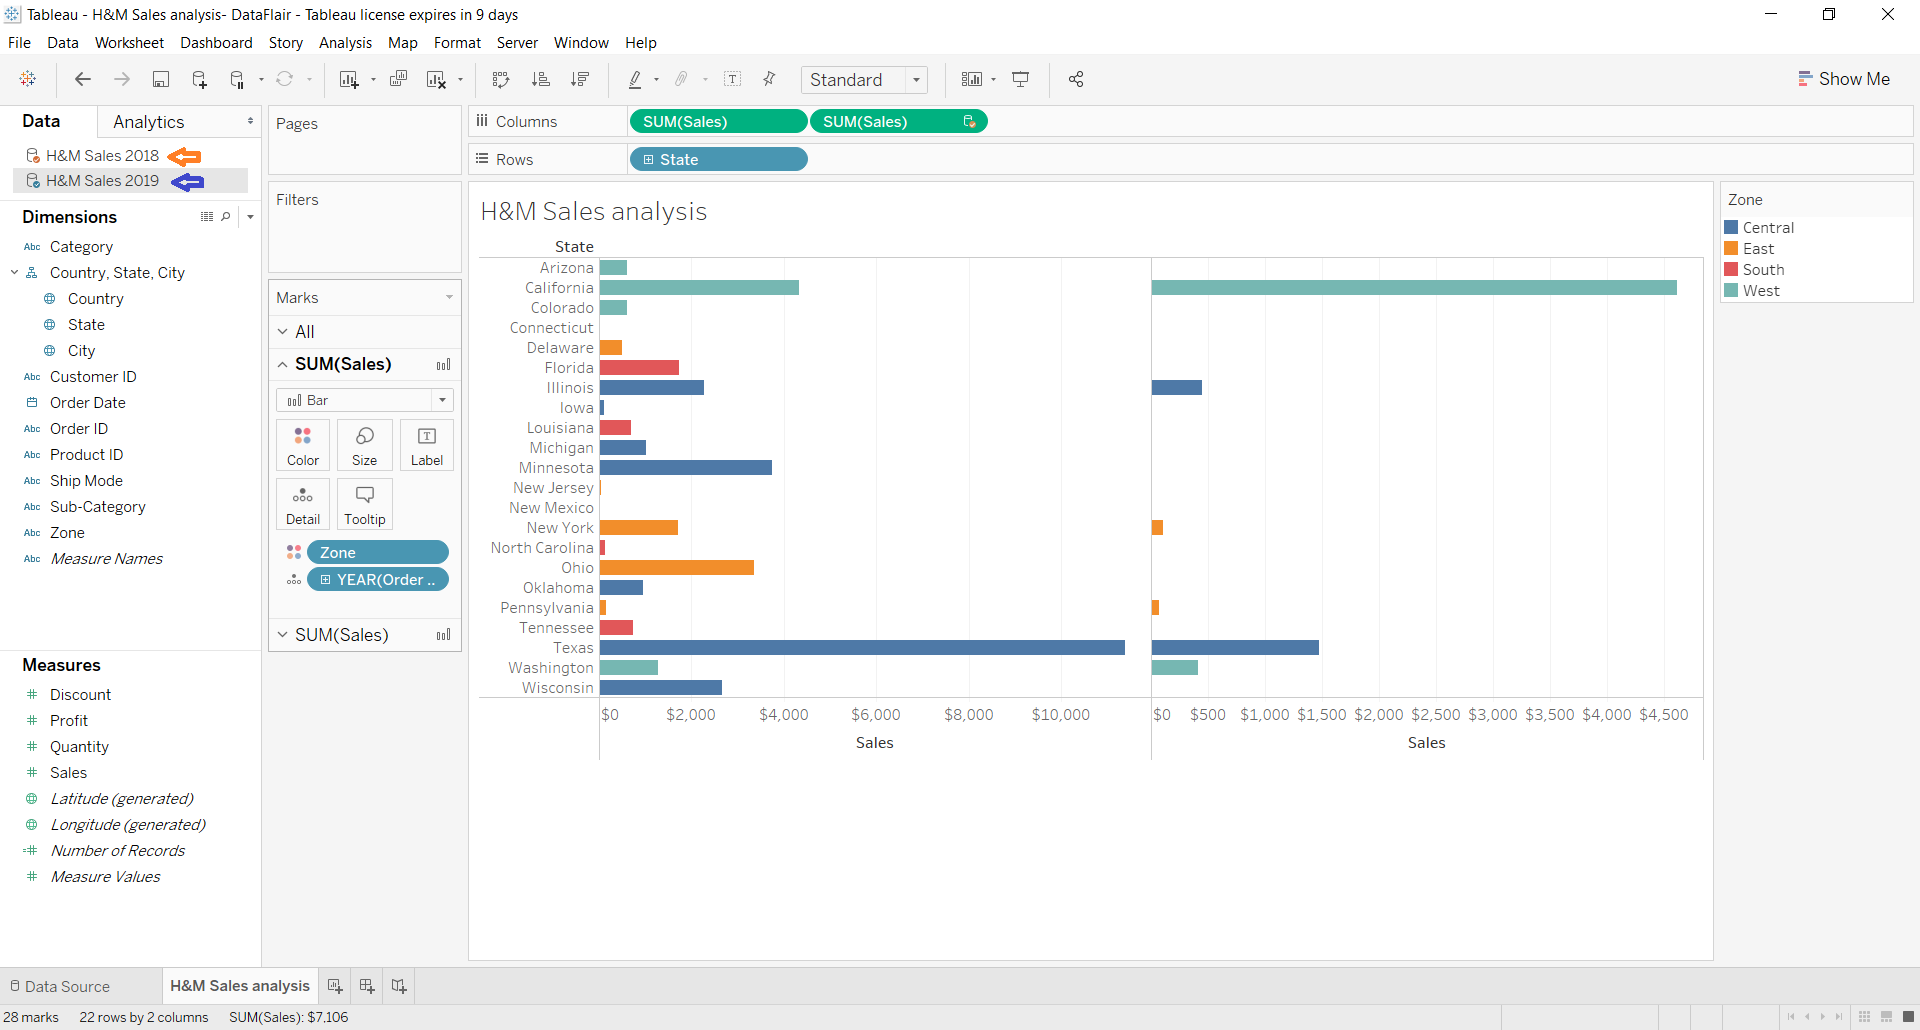 Tableau - H&M Sales analysis- DataFlair - Tableau license expires in 9 days
File Data Worksheet Dashboard Story Analysis Map Format Server Window Help
Standard
Show Me
Data Analytics
H&M Sales 2018
H&M Sales 2019
Dimensions
Abc Category
Country, State, City
Country
State
City
Abc Customer ID
Order Date
Abc Order ID
Abc Product ID
Abc Ship Mode
Abc Sub-Category
Abc Zone
Abc Measure Names
Measures
Discount
Profit
Quantity
Sales
Latitude (generated)
Longitude (generated)
Number of Records
Measure Values
Pages
Filters
Marks
All
SUM(Sales)
Bar
Color Size Label
Detail Tooltip
Zone
YEAR(Order ..
SUM(Sales)
Columns SUM(Sales) SUM(Sales)
Rows State
H&M Sales analysis
State
Arizona
California
Colorado
Connecticut
Delaware
Florida
Illinois
Iowa
Louisiana
Michigan
Minnesota
New Jersey
New Mexico
New York
North Carolina
Ohio
Oklahoma
Pennsylvania
Tennessee
Texas
Washington
Wisconsin
$0 $2,000 $4,000 $6,000 $8,000 $10,000 $0 $500 $1,000 $1,500 $2,000 $2,500 $3,000 $3,500 $4,000 $4,500
Sales Sales
Zone
Central
East
South
West
Data Source H&M Sales analysis
28 marks 22 rows by 2 columns SUM(Sales): $7,106